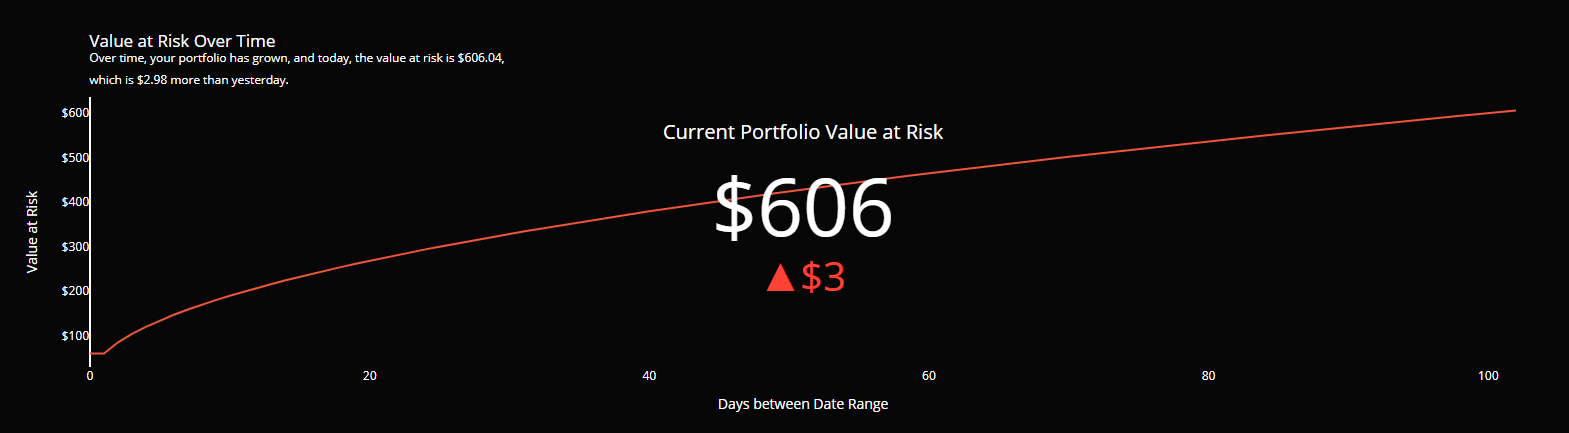 Value at Risk Over Time
Over time, your portfolio has grown, and today, the value at risk is $606.04,
which is $2.98 more than yesterday.
Current Portfolio Value at Risk
$606
▲$3
Value at Risk
$600
$500
$400
$300
$200
$100
0 20 40 60 80 100
Days between Date Range